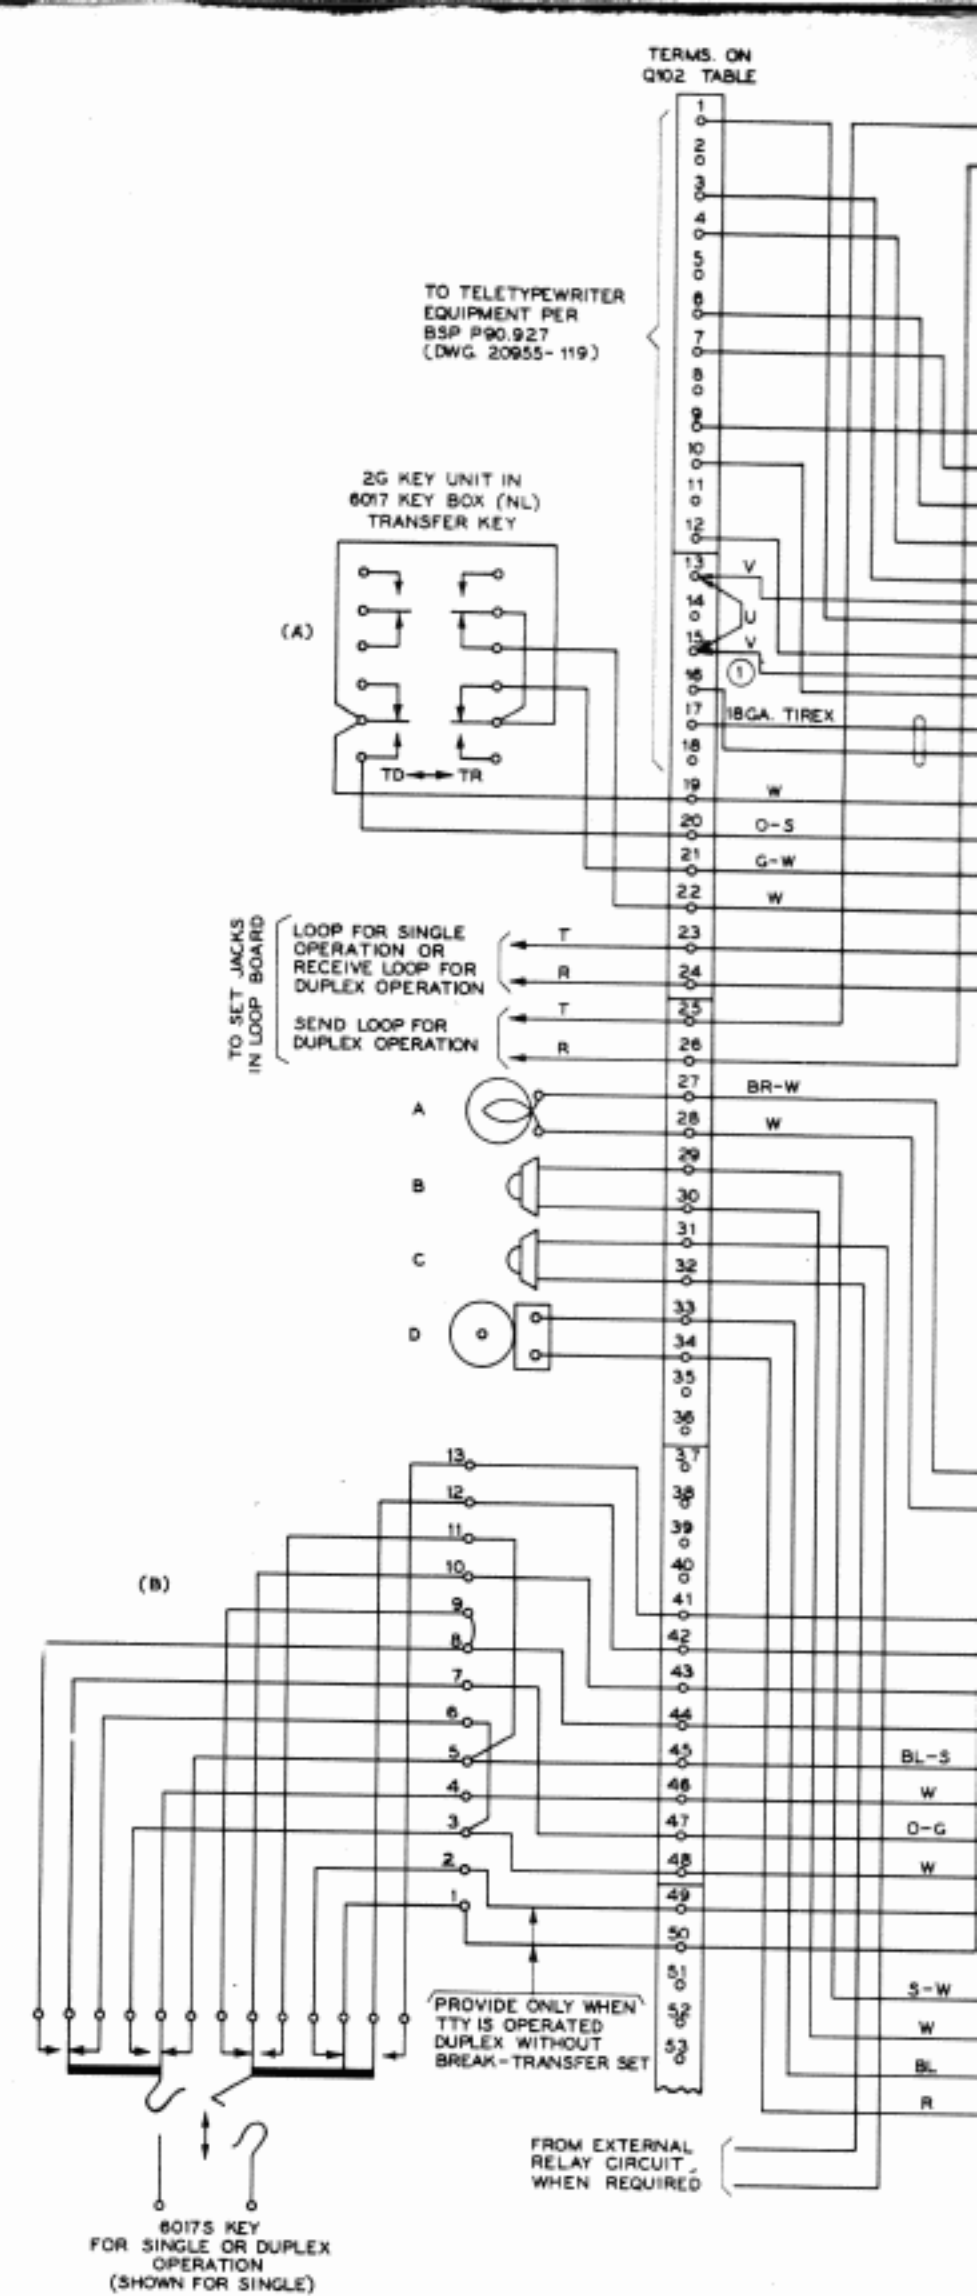 TERMS. ON
Q102 TABLE
1
2
3
4
5
6
7
8
9
10
11
12
13
14
15
16
17
18
19
20
21
22
23
24
25
26
27
28
29
30
31
32
33
34
35
36
37
38
39
40
41
42
43
44
45
46
47
48
49
50
51
52
53
TO TELETYPEWRITER
EQUIPMENT PER
BSP P90.927
(DWG. 20955-119)
2G KEY UNIT IN
6017 KEY BOX (NL)
TRANSFER KEY
(A)
TD
TR
V
U
V
1
18GA. TIREX
W
O-S
G-W
W
TO SET JACKS
IN LOOP BOARD
LOOP FOR SINGLE
OPERATION OR
RECEIVE LOOP FOR
DUPLEX OPERATION
T
R
SEND LOOP FOR
DUPLEX OPERATION
T
R
A
BR-W
W
B
C
D
(B)
13
12
11
10
9
8
7
6
5
4
3
2
1
BL-S
W
O-G
W
S-W
W
BL
R
PROVIDE ONLY WHEN
TTY IS OPERATED
DUPLEX WITHOUT
BREAK-TRANSFER SET
FROM EXTERNAL
RELAY CIRCUIT
WHEN REQUIRED
6017S KEY
FOR SINGLE OR DUPLEX
OPERATION
(SHOWN FOR SINGLE)